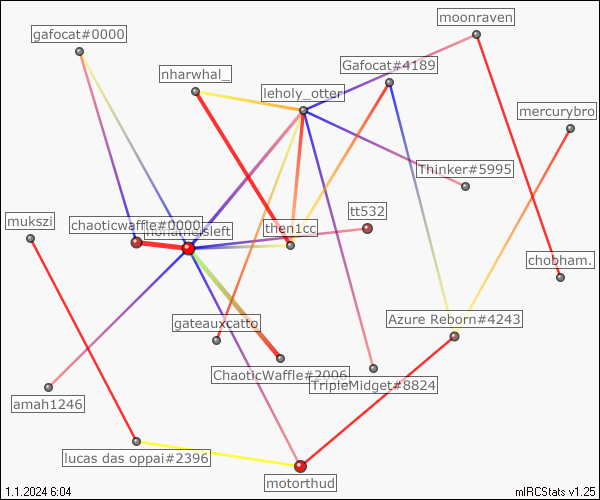 moonraven
gafocat#0000
Gafocat#4189
nharwhal_
leholy_otter
mercurybro
Thinker#5995
tt532
mukszi
chaoticwaffle#0000
then1cc
chobham.
gateauxcatto
Azure Reborn#4243
ChaoticWaffle#2006
TripleMidget#8824
amah1246
lucas das oppai#2396
motorthud
1.1.2024 6:04
mIRCStats v1.25